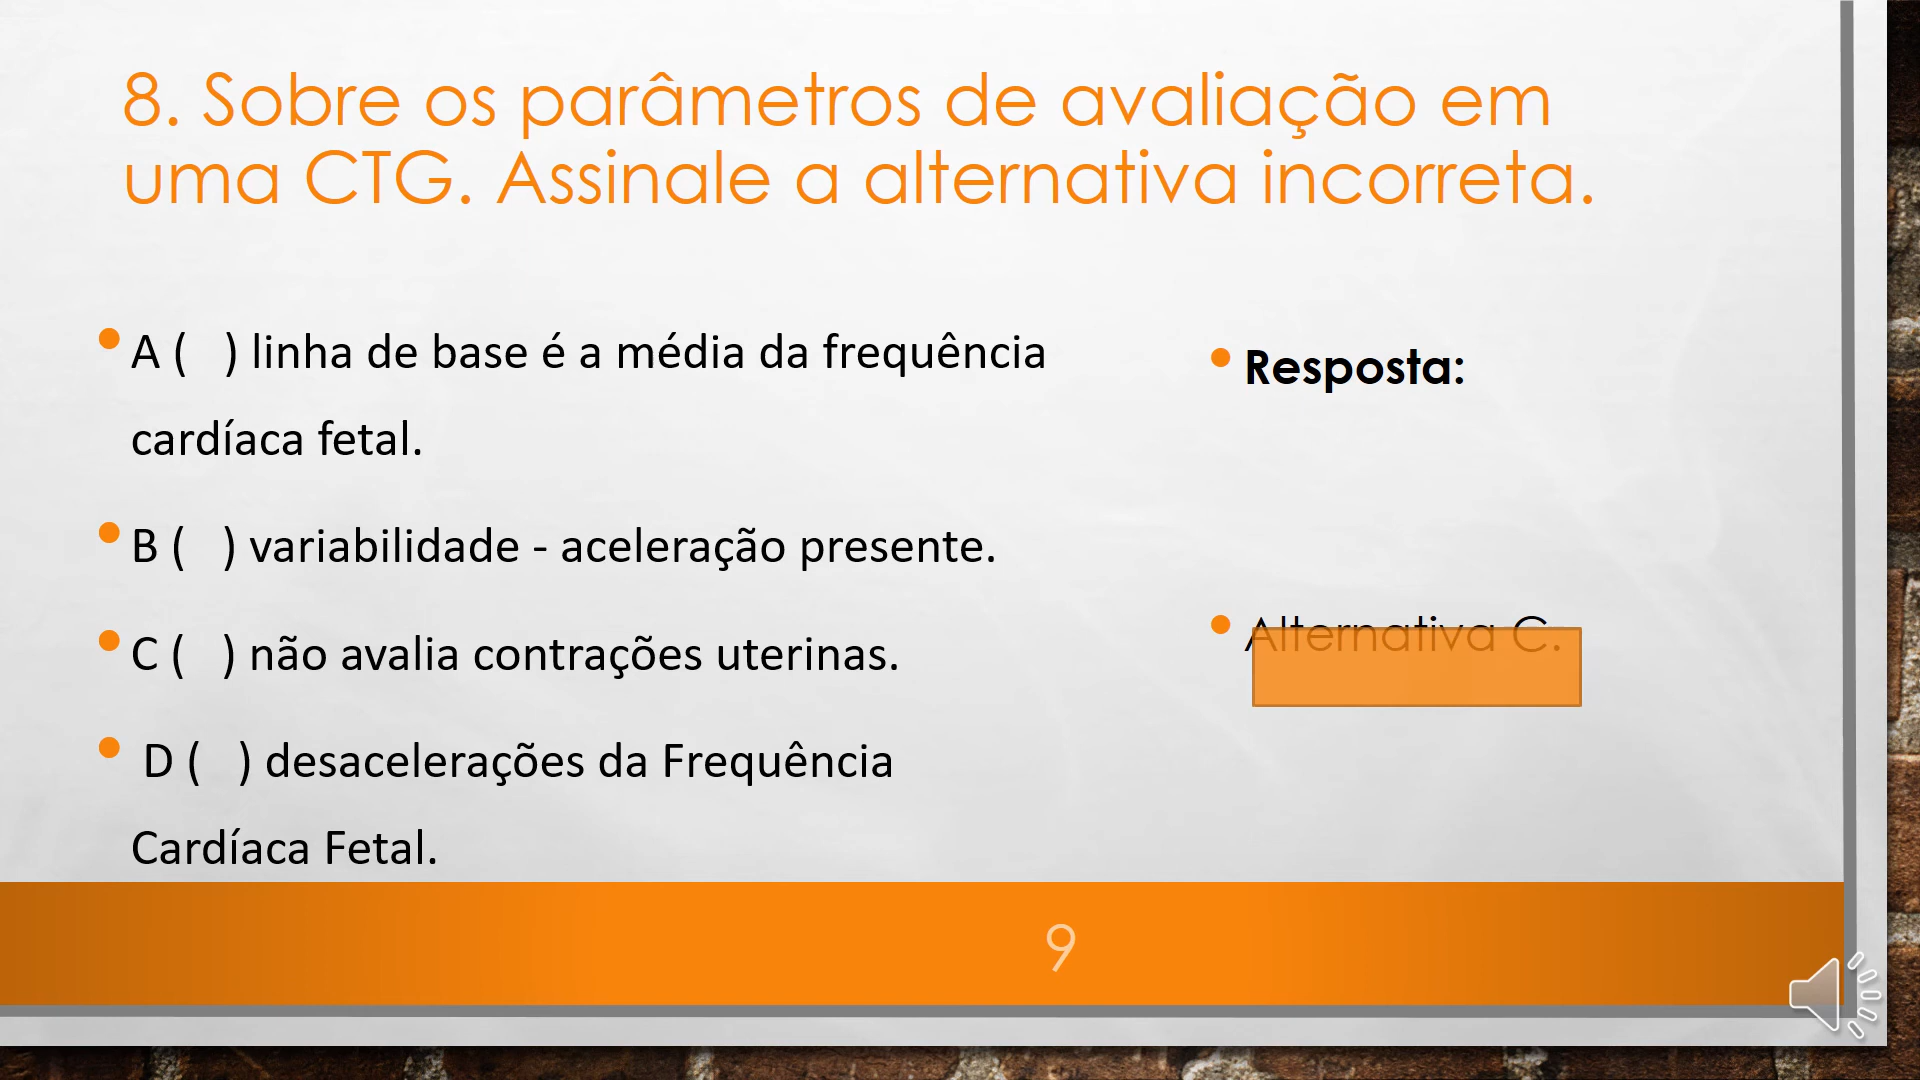 8. Sobre os parâmetros de avaliação em
uma CTG. Assinale a alternativa incorreta.
A (   ) linha de base é a média da frequência
cardíaca fetal.
B (   ) variabilidade - aceleração presente.
C (   ) não avalia contrações uterinas.
D (   ) desacelerações da Frequência
Cardíaca Fetal.
Resposta:
Alternativa C.
9